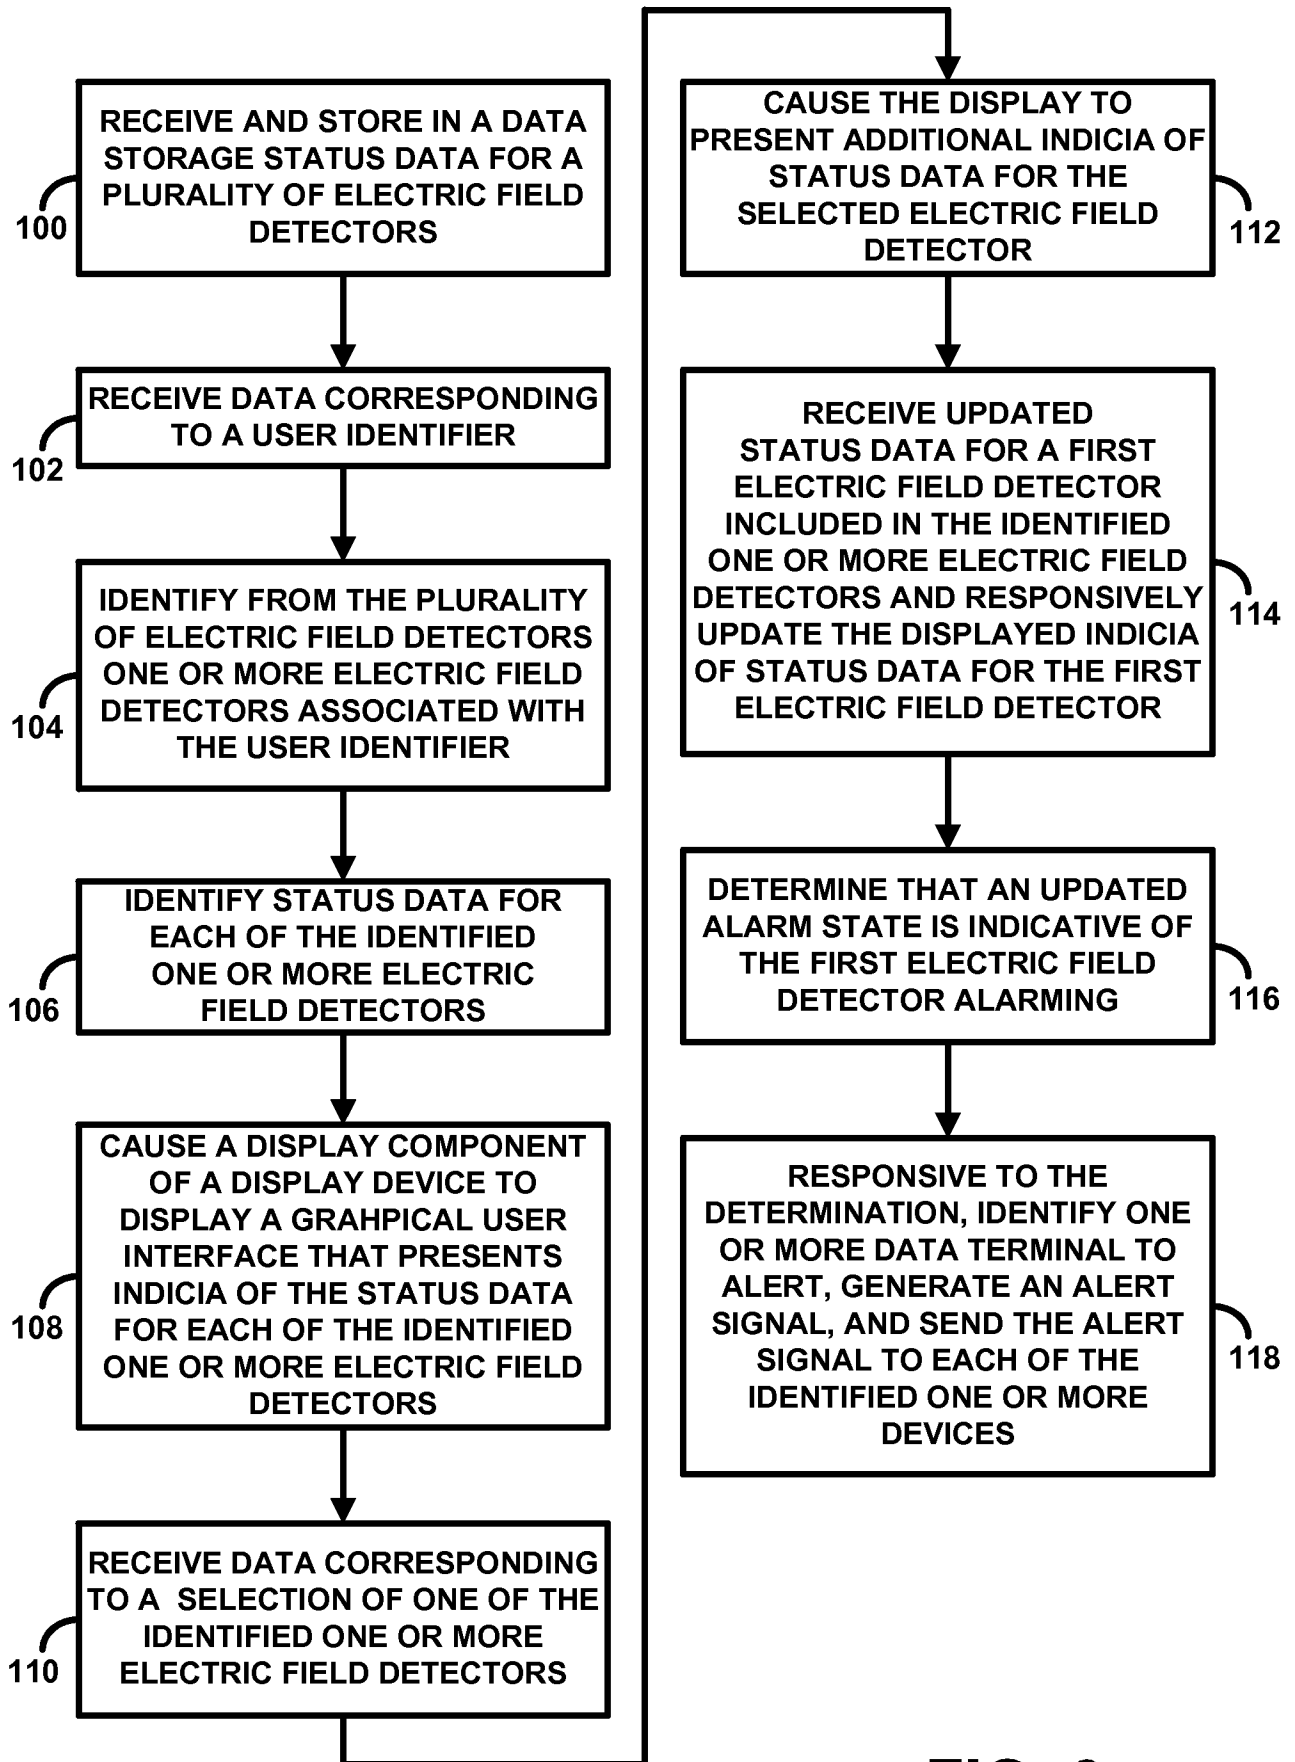 RECEIVE AND STORE IN A DATA
STORAGE STATUS DATA FOR A
PLURALITY OF ELECTRIC FIELD
DETECTORS
100
RECEIVE DATA CORRESPONDING
TO A USER IDENTIFIER
102
IDENTIFY FROM THE PLURALITY
OF ELECTRIC FIELD DETECTORS
ONE OR MORE ELECTRIC FIELD
DETECTORS ASSOCIATED WITH
THE USER IDENTIFIER
104
IDENTIFY STATUS DATA FOR
EACH OF THE IDENTIFIED
ONE OR MORE ELECTRIC
FIELD DETECTORS
106
CAUSE A DISPLAY COMPONENT
OF A DISPLAY DEVICE TO
DISPLAY A GRAHPICAL USER
INTERFACE THAT PRESENTS
INDICIA OF THE STATUS DATA
FOR EACH OF THE IDENTIFIED
ONE OR MORE ELECTRIC FIELD
DETECTORS
108
RECEIVE DATA CORRESPONDING
TO A SELECTION OF ONE OF THE
IDENTIFIED ONE OR MORE
ELECTRIC FIELD DETECTORS
110
CAUSE THE DISPLAY TO
PRESENT ADDITIONAL INDICIA OF
STATUS DATA FOR THE
SELECTED ELECTRIC FIELD
DETECTOR
112
RECEIVE UPDATED
STATUS DATA FOR A FIRST
ELECTRIC FIELD DETECTOR
INCLUDED IN THE IDENTIFIED
ONE OR MORE ELECTRIC FIELD
DETECTORS AND RESPONSIVELY
UPDATE THE DISPLAYED INDICIA
OF STATUS DATA FOR THE FIRST
ELECTRIC FIELD DETECTOR
114
DETERMINE THAT AN UPDATED
ALARM STATE IS INDICATIVE OF
THE FIRST ELECTRIC FIELD
DETECTOR ALARMING
116
RESPONSIVE TO THE
DETERMINATION, IDENTIFY ONE
OR MORE DATA TERMINAL TO
ALERT, GENERATE AN ALERT
SIGNAL, AND SEND THE ALERT
SIGNAL TO EACH OF THE
IDENTIFIED ONE OR MORE
DEVICES
118